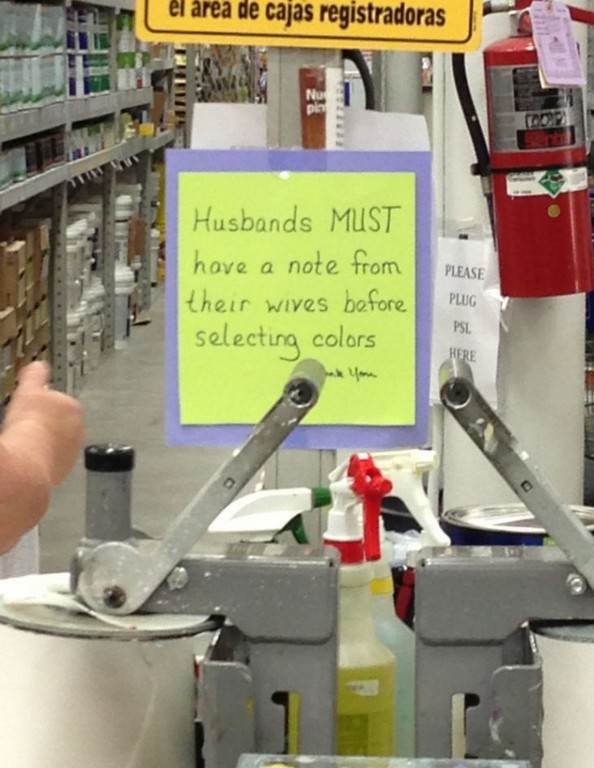 el área de cajas registradoras
Husbands MUST
have a note from
their wives before
selecting colors
You
PLEASE
PLUG
PSL
HERE